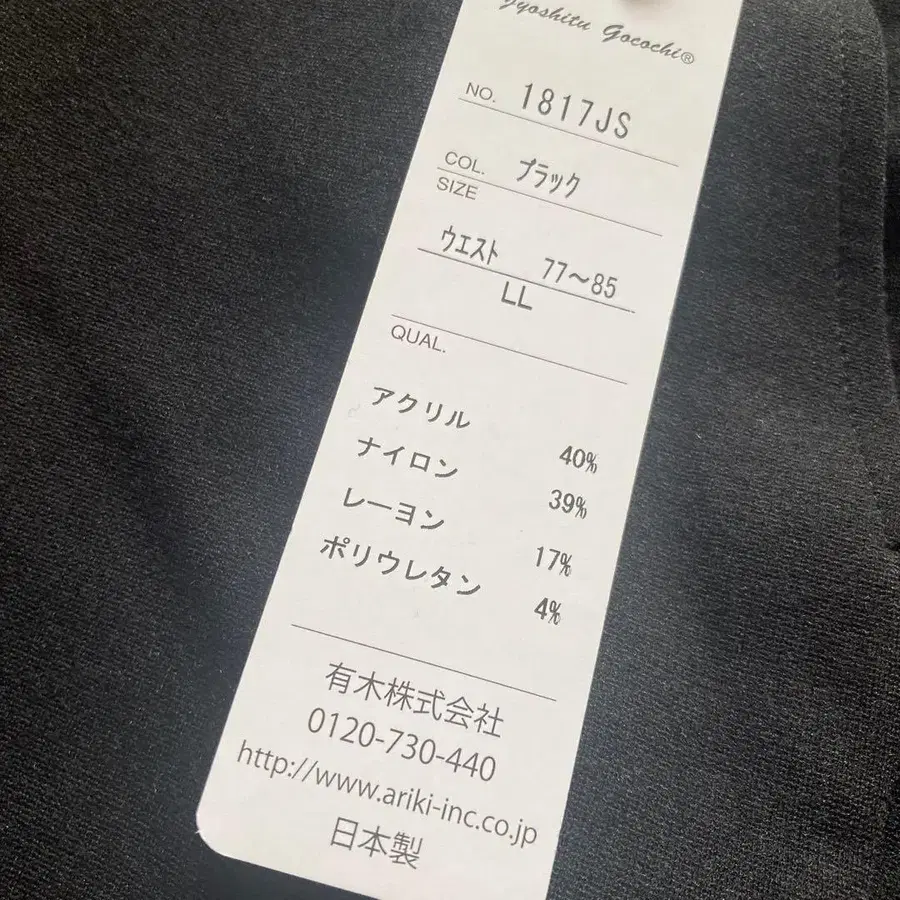 Gocochi®
NO. 1817JS
COL. ブラック
SIZE
ウエスト 77～85
LL
QUAL.
アクリル 40%
ナイロン 39%
レーヨン 17%
ポリウレタン 4%
有木株式会社
0120-730-440
http://www.ariki-inc.co.jp
日本製